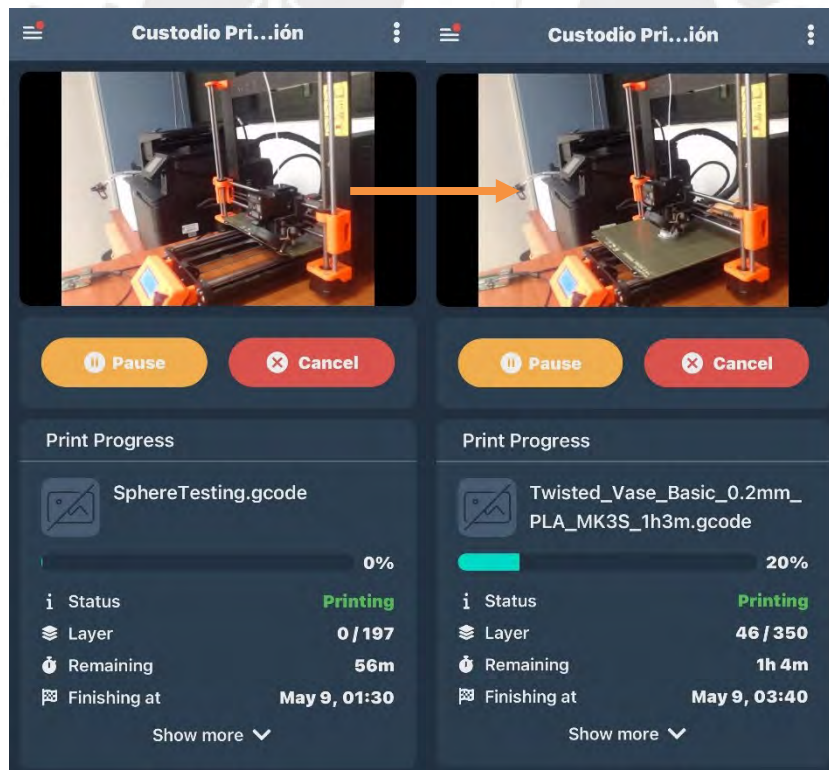 Custodio Pri...ión
Pause
Cancel
Print Progress
SphereTesting.gcode
0%
Status
Printing
Layer
0/197
Remaining
56m
Finishing at
May 9, 01:30
Show more
Custodio Pri...ión
Pause
Cancel
Print Progress
Twisted_Vase_Basic_0.2mm_
PLA_MK3S_1h3m.gcode
20%
Status
Printing
Layer
46/350
Remaining
1h 4m
Finishing at
May 9, 03:40
Show more